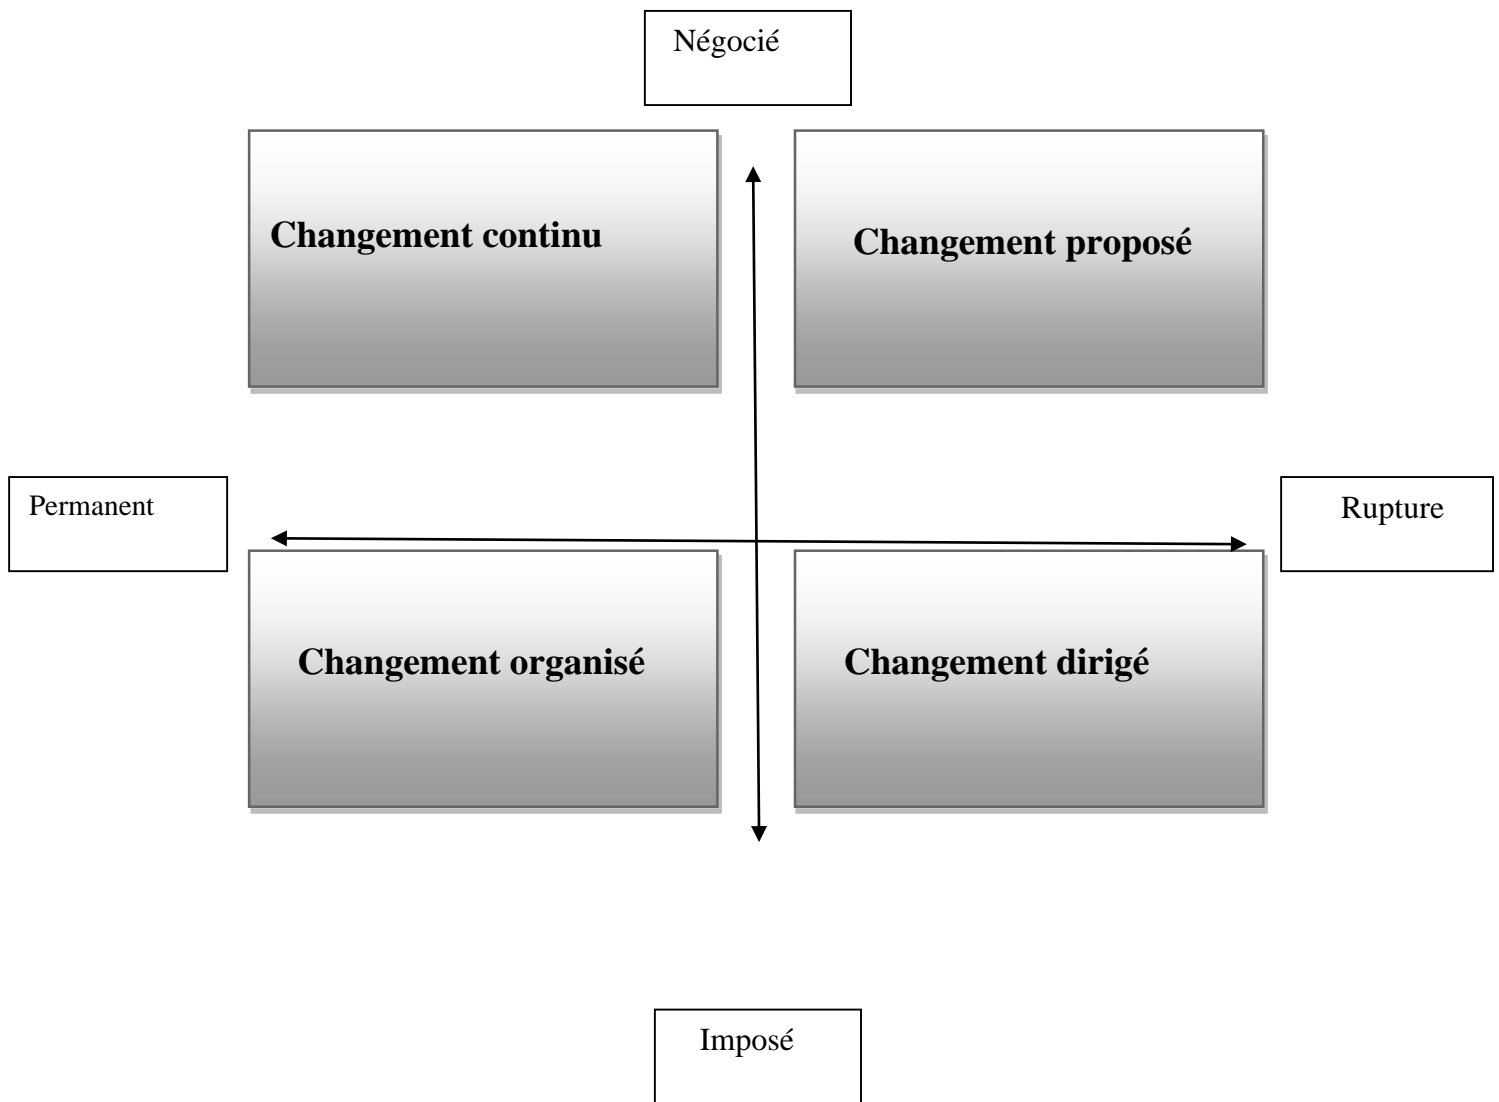 Négocié
Changement continu
Changement proposé
Permanent
Rupture
Changement organisé
Changement dirigé
Imposé